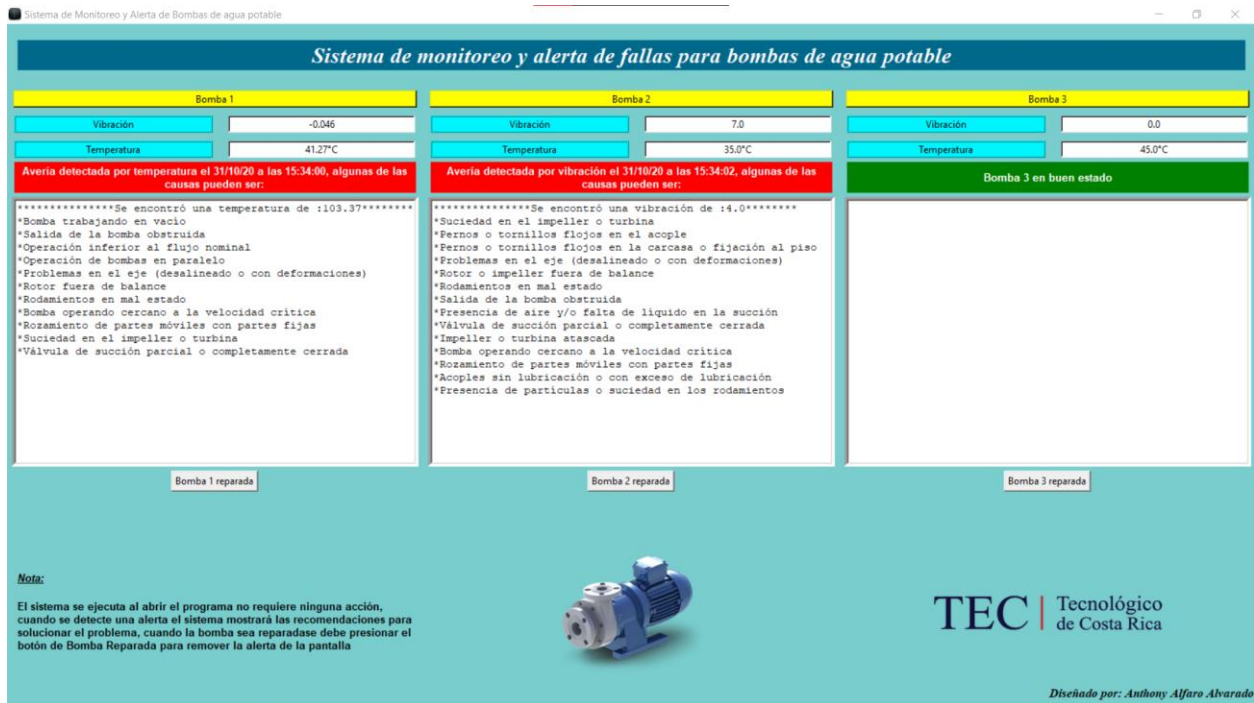 Sistema de Monitoreo y Alerta de Bombas de agua potable
Sistema de monitoreo y alerta de fallas para bombas de agua potable
Bomba 1
Vibración
-0.046
Temperatura
41.27°C
Avería detectada por temperatura el 31/10/20 a las 15:34:00, algunas de las
causas pueden ser:
***************Se encontró una temperatura de :103.37********
*Bomba trabajando en vacío
*Salida de la bomba obstruida
*Operación inferior al flujo nominal
*Operación de bombas en paralelo
*Problemas en el eje (desalineado o con deformaciones)
*Rotor fuera de balance
*Rodamientos en mal estado
*Bomba operando cercano a la velocidad crítica
*Rozamiento de partes móviles con partes fijas
*Suciedad en el impeller o turbina
*Válvula de succión parcial o completamente cerrada
Bomba 1 reparada
Bomba 2
Vibración
7.0
Temperatura
35.0°C
Avería detectada por vibración el 31/10/20 a las 15:34:02, algunas de las
causas pueden ser:
***************Se encontró una vibración de :4.0********
*Suciedad en el impeller o turbina
*Pernos o tornillos flojos en el acople
*Pernos o tornillos flojos en la carcasa o fijación al piso
*Problemas en el eje (desalineado o con deformaciones)
*Rotor o impeller fuera de balance
*Rodamientos en mal estado
*Salida de la bomba obstruida
*Presencia de aire y/o falta de líquido en la succión
*Válvula de succión parcial o completamente cerrada
*Impeller o turbina atascada
*Bomba operando cercano a la velocidad crítica
*Rozamiento de partes móviles con partes fijas
*Acoples sin lubricación o con exceso de lubricación
*Presencia de partículas o suciedad en los rodamientos
Bomba 2 reparada
Bomba 3
Vibración
0.0
Temperatura
45.0°C
Bomba 3 en buen estado
Bomba 3 reparada
Nota:
El sistema se ejecuta al abrir el programa no requiere ninguna acción,
cuando se detecte una alerta el sistema mostrará las recomendaciones para
solucionar el problema, cuando la bomba sea reparadase debe presionar el
botón de Bomba Reparada para remover la alerta de la pantalla
TEC | Tecnológico
de Costa Rica
Diseñado por: Anthony Alfaro Alvarado